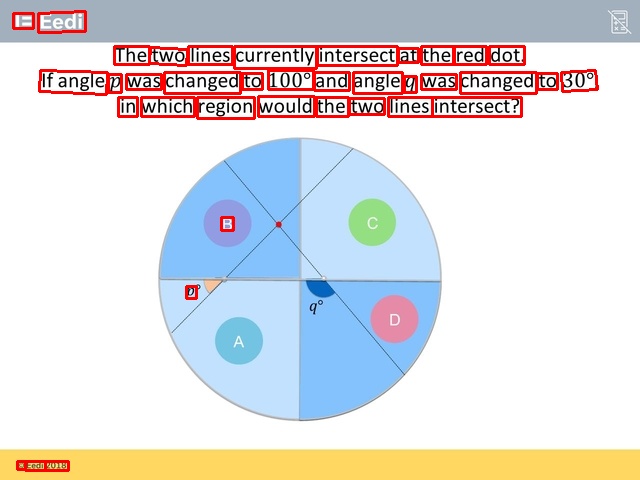 Eedi
The two lines currently intersect at the red dot.
If angle p was changed to 100° and angle q was changed to 30°
in which region would the two lines intersect?
B
C
p°
q°
D
A
© Eedi 2018